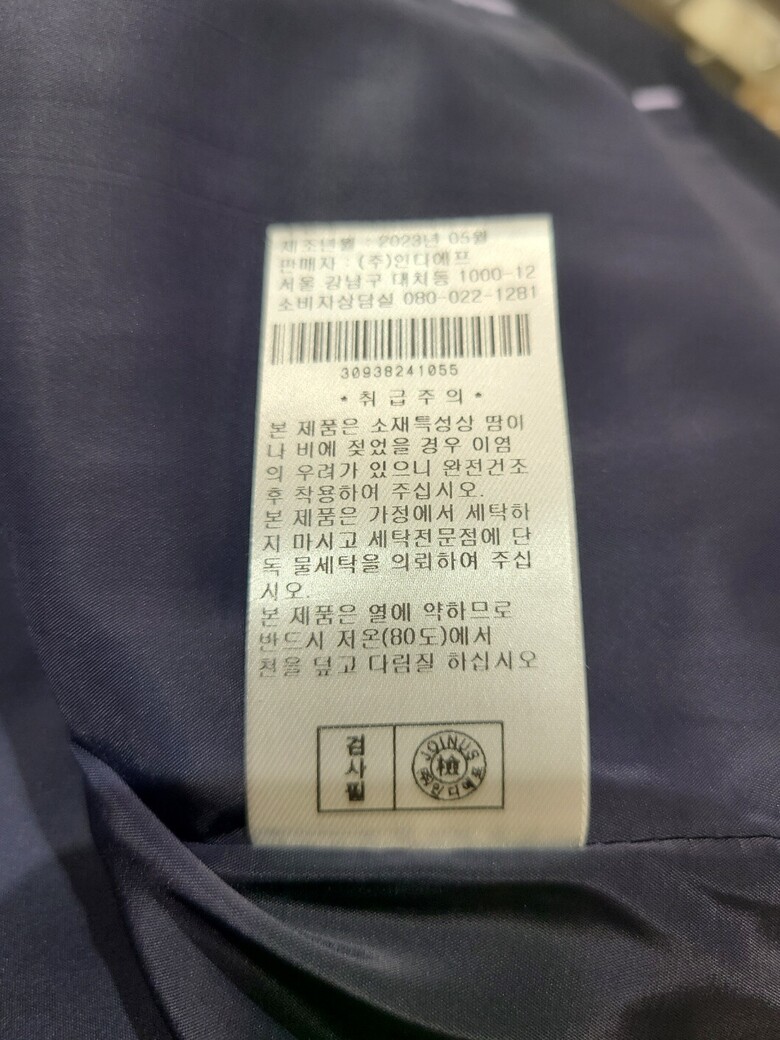 제조년월 : 2023년 05월
판매자 : (주)인디에프
서울 강남구 대치동 1000-12
소비자상담실 080-022-1281
30938241055
* 취 급 주 의 *
본 제품은 소재특성상 땀이
나 비에 젖었을 경우 이염
의 우려가 있으니 완전건조
후 착용하여 주십시오.
본 제품은 가정에서 세탁하
지 마시고 세탁전문점에 단
독 물세탁을 의뢰하여 주십
시오.
본 제품은 열에 약하므로
반드시 저온(80도)에서
천을 덮고 다림질 하십시오
검
사
필
JOINUS
檢
㈜인디에프